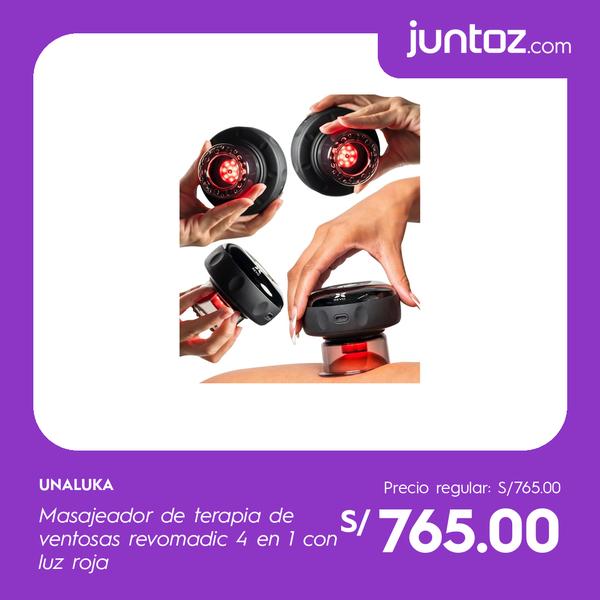 juntoz.com
UNALUKA
Masajeador de terapia de
ventosas revomadic 4 en 1 con
luz roja
Precio regular: S/765.00
S/ 765.00